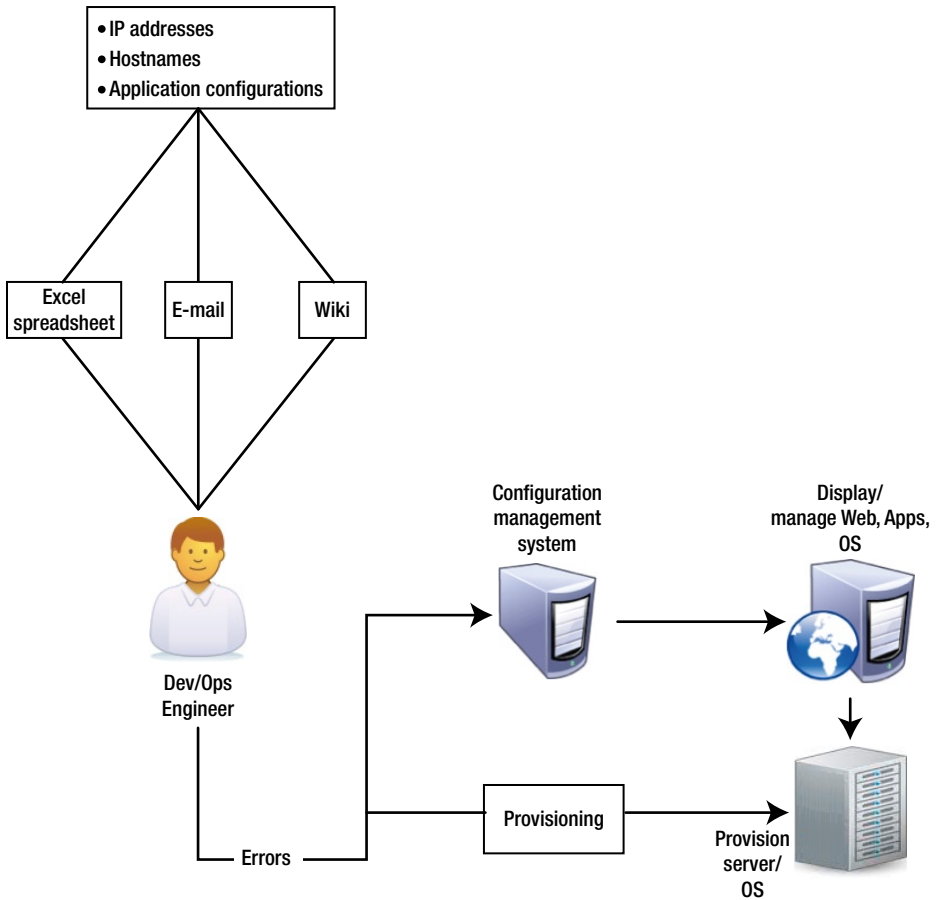 • IP addresses
• Hostnames
• Application configurations
Excel
spreadsheet
E-mail
Wiki
Configuration
management
system
Display/
manage Web, Apps,
OS
Dev/Ops
Engineer
Provisioning
Provision
server/
OS
Errors